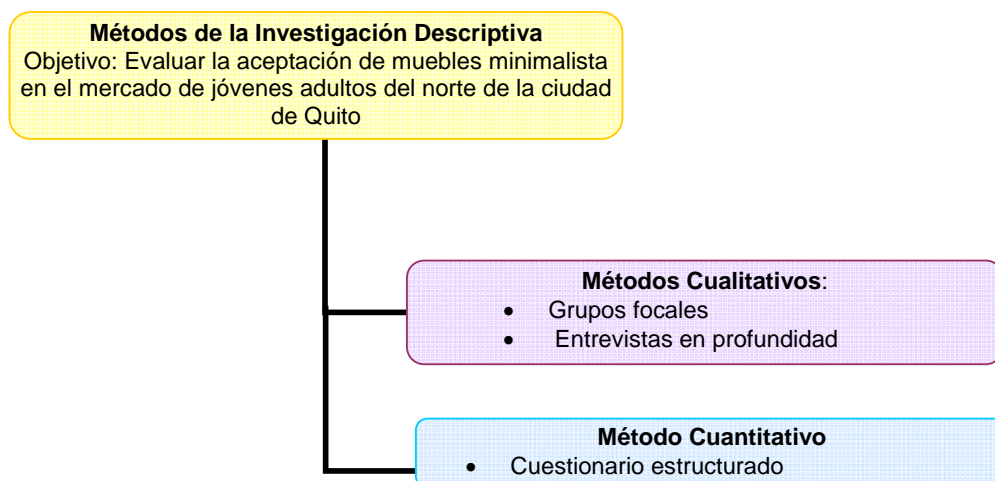 Métodos de la Investigación Descriptiva
Objetivo: Evaluar la aceptación de muebles minimalista
en el mercado de jóvenes adultos del norte de la ciudad
de Quito
Métodos Cualitativos:
• Grupos focales
• Entrevistas en profundidad
Método Cuantitativo
• Cuestionario estructurado